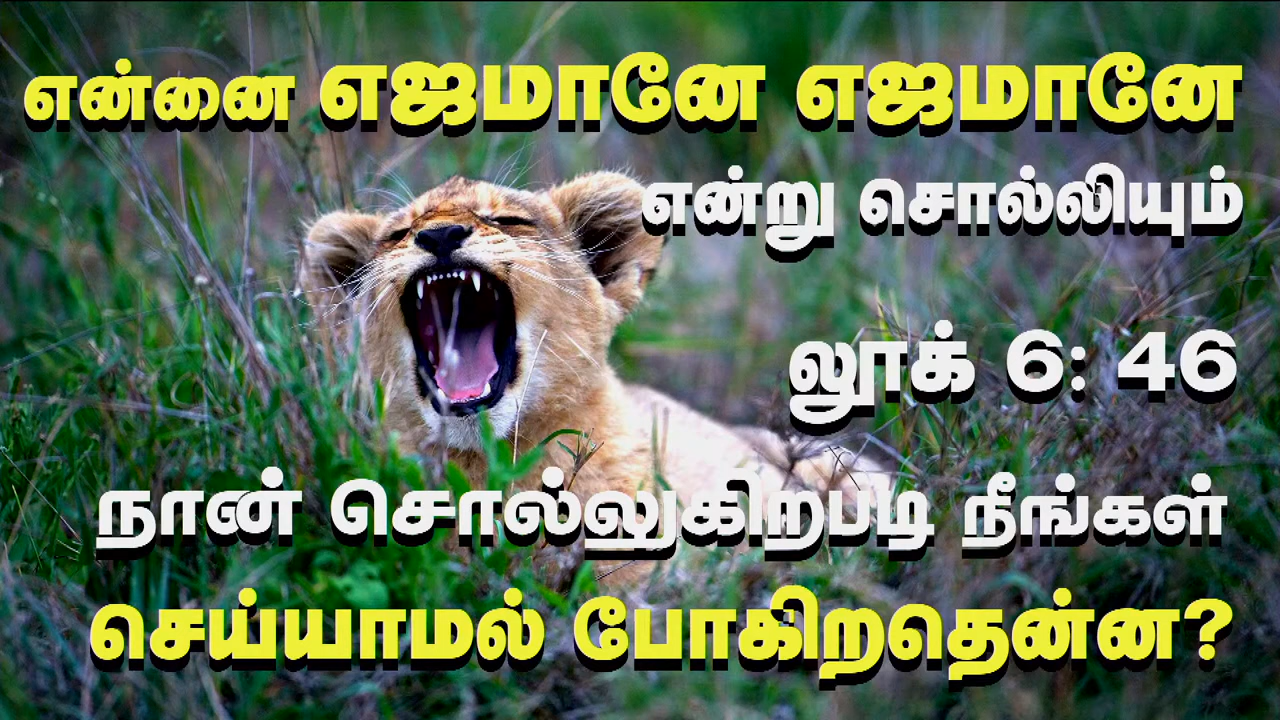 என்னை எஜமானே எஜமானே
என்று சொல்லியும்
லூக் 6: 46
நான் சொல்லுகிறபடி நீங்கள்
செய்யாமல் போகிறதென்ன?